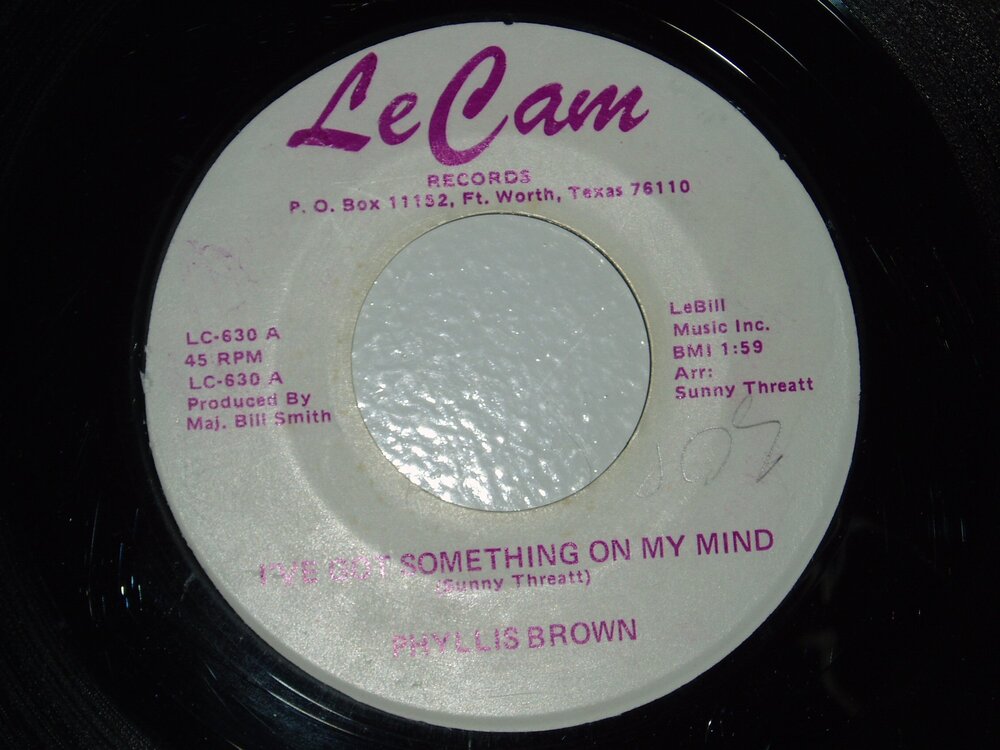 LeCam
RECORDS
P. O. Box 11152, Ft. Worth, Texas 76110
LC-630 A
45 RPM
LC-630 A
Produced By
Maj. Bill Smith
LeBill
Music Inc.
BMI 1:59
Arr:
Sunny Threatt
I'VE GOT SOMETHING ON MY MIND
(Sunny Threatt)
PHYLLIS BROWN